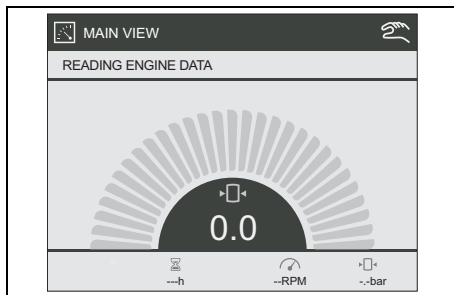 MAIN VIEW
READING ENGINE DATA
0.0
---h --RPM -.-bar